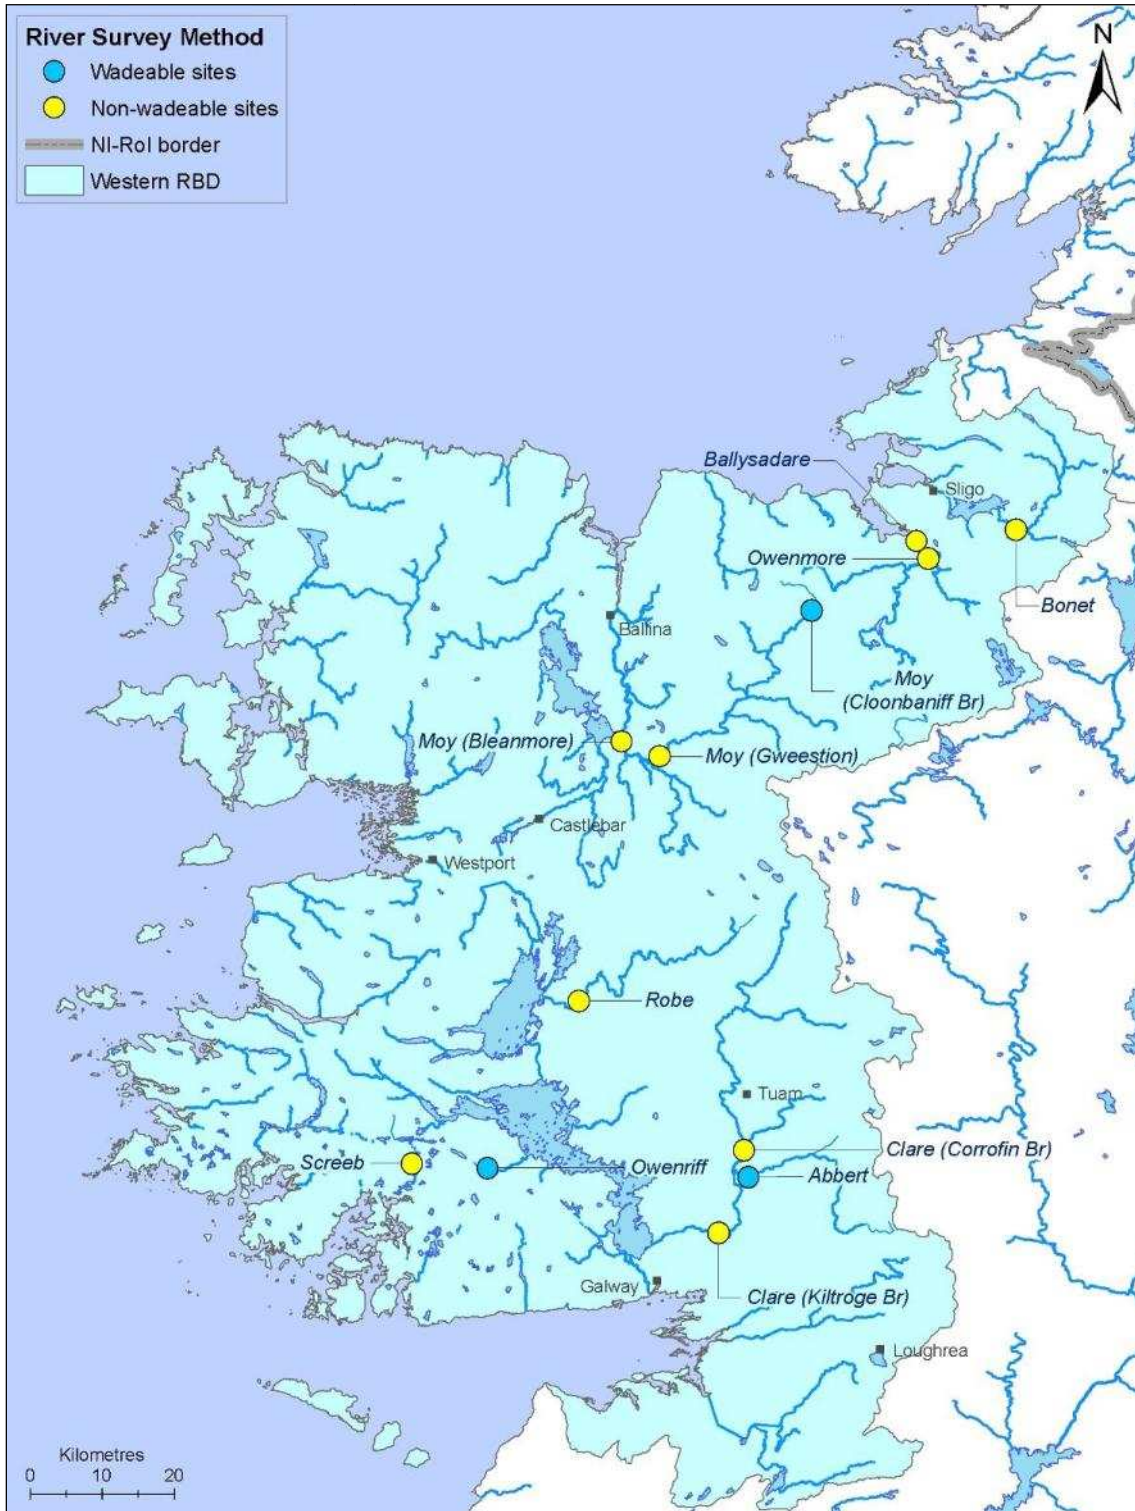 River Survey Method
Wadeable sites
Non-wadeable sites
NI-RoI border
Western RBD
N
Ballysadare
Sligo
Owenmore
Bonet
Ballina
Moy
(Cloonbaniff Br)
Moy (Bleanmore)
Moy (Gweestion)
Castlebar
Westport
Robe
Tuam
Clare (Corrofin Br)
Screeb
Owenriff
Abbert
Galway
Clare (Kiltroge Br)
Loughrea
Kilometres
0 10 20